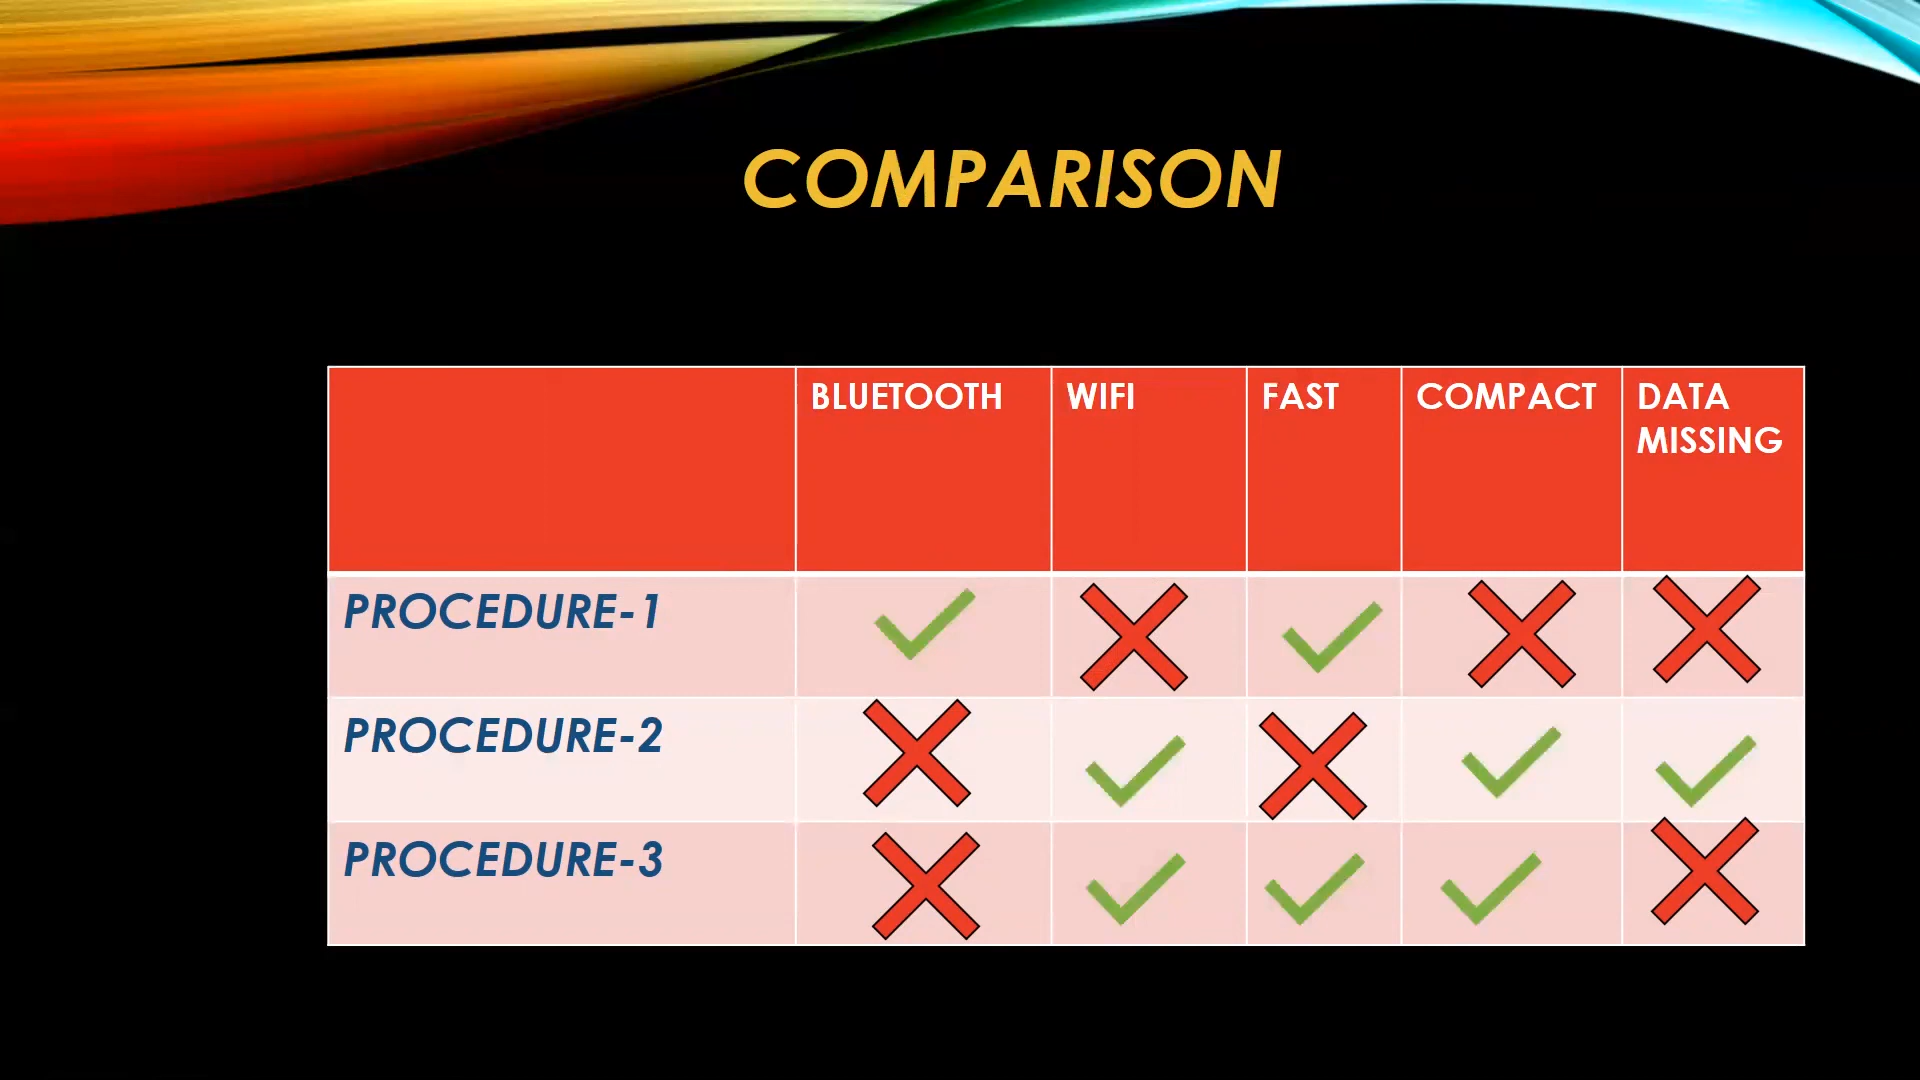 COMPARISON
BLUETOOTH WIFI FAST COMPACT DATA
MISSING
PROCEDURE-1
PROCEDURE-2
PROCEDURE-3